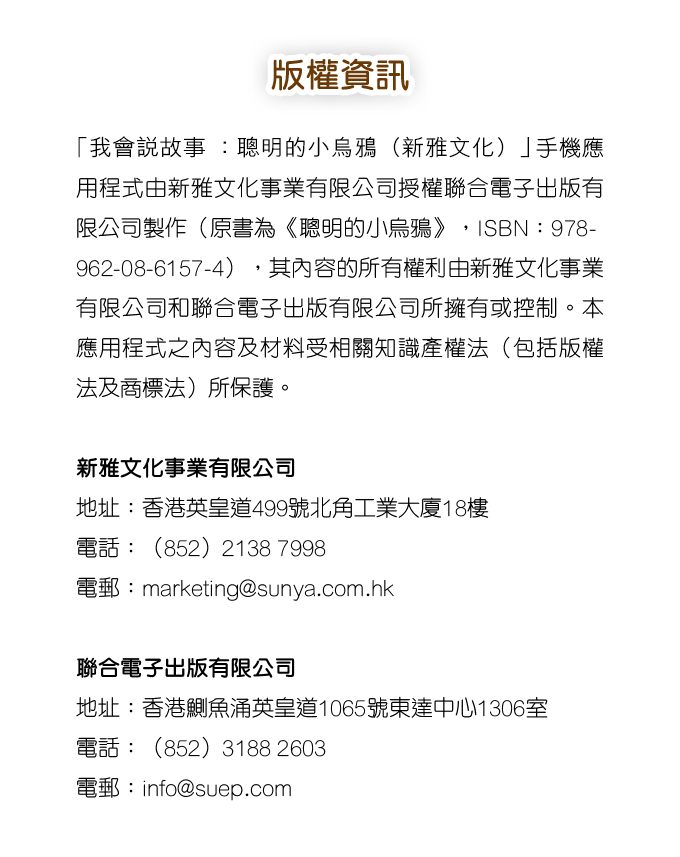 版權資訊
「我會説故事 ：聰明的小烏鴉（新雅文化）」手機應
用程式由新雅文化事業有限公司授權聯合電子出版有
限公司製作（原書為《聰明的小烏鴉》，ISBN：978-
962-08-6157-4），其內容的所有權利由新雅文化事業
有限公司和聯合電子出版有限公司所擁有或控制。本
應用程式之內容及材料受相關知識產權法（包括版權
法及商標法）所保護。
新雅文化事業有限公司
地址：香港英皇道499號北角工業大廈18樓
電話：（852）2138 7998
電郵：marketing@sunya.com.hk
聯合電子出版有限公司
地址：香港鰂魚涌英皇道1065號東達中心1306室
電話：（852）3188 2603
電郵：info@suep.com